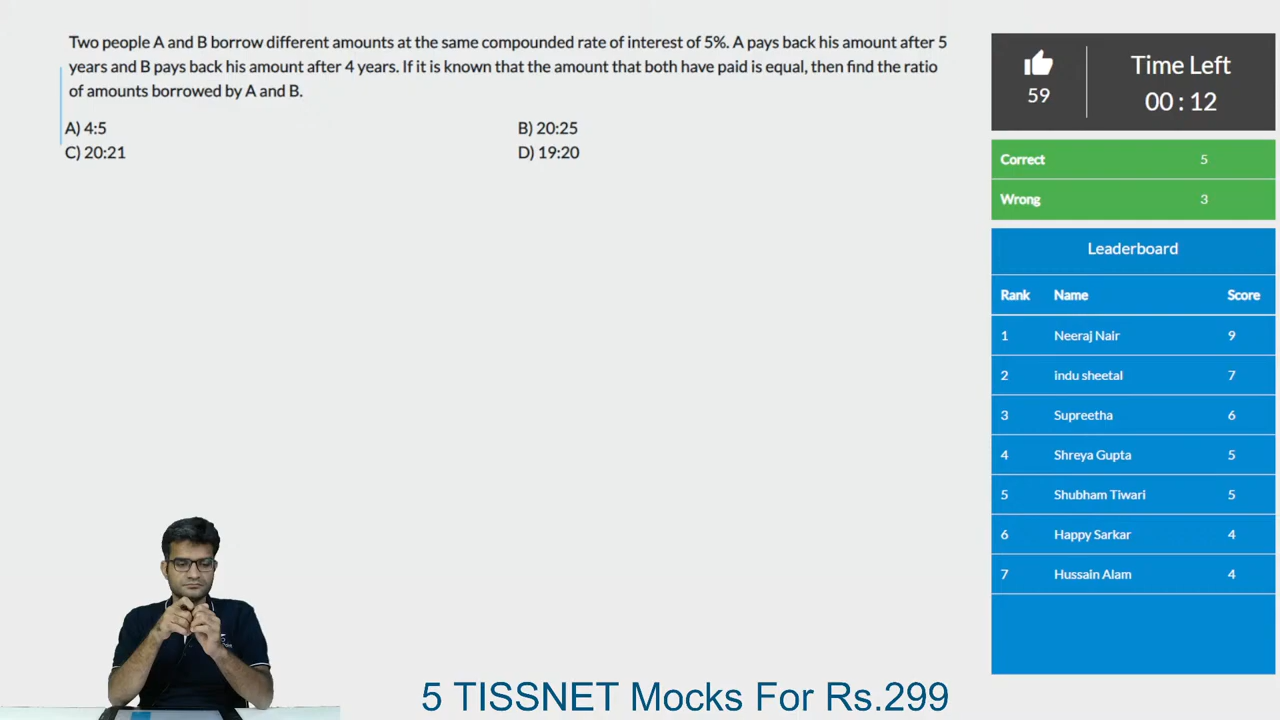 Two people A and B borrow different amounts at the same compounded rate of interest of 5%. A pays back his amount after 5
years and B pays back his amount after 4 years. If it is known that the amount that both have paid is equal, then find the ratio
of amounts borrowed by A and B.
A) 4:5
B) 20:25
C) 20:21
D) 19:20
59
Time Left
00 : 12
Correct 5
Wrong 3
Leaderboard
Rank Name Score
1 Neeraj Nair 9
2 indu sheetal 7
3 Supreetha 6
4 Shreya Gupta 5
5 Shubham Tiwari 5
6 Happy Sarkar 4
7 Hussain Alam 4
5 TISSNET Mocks For Rs.299